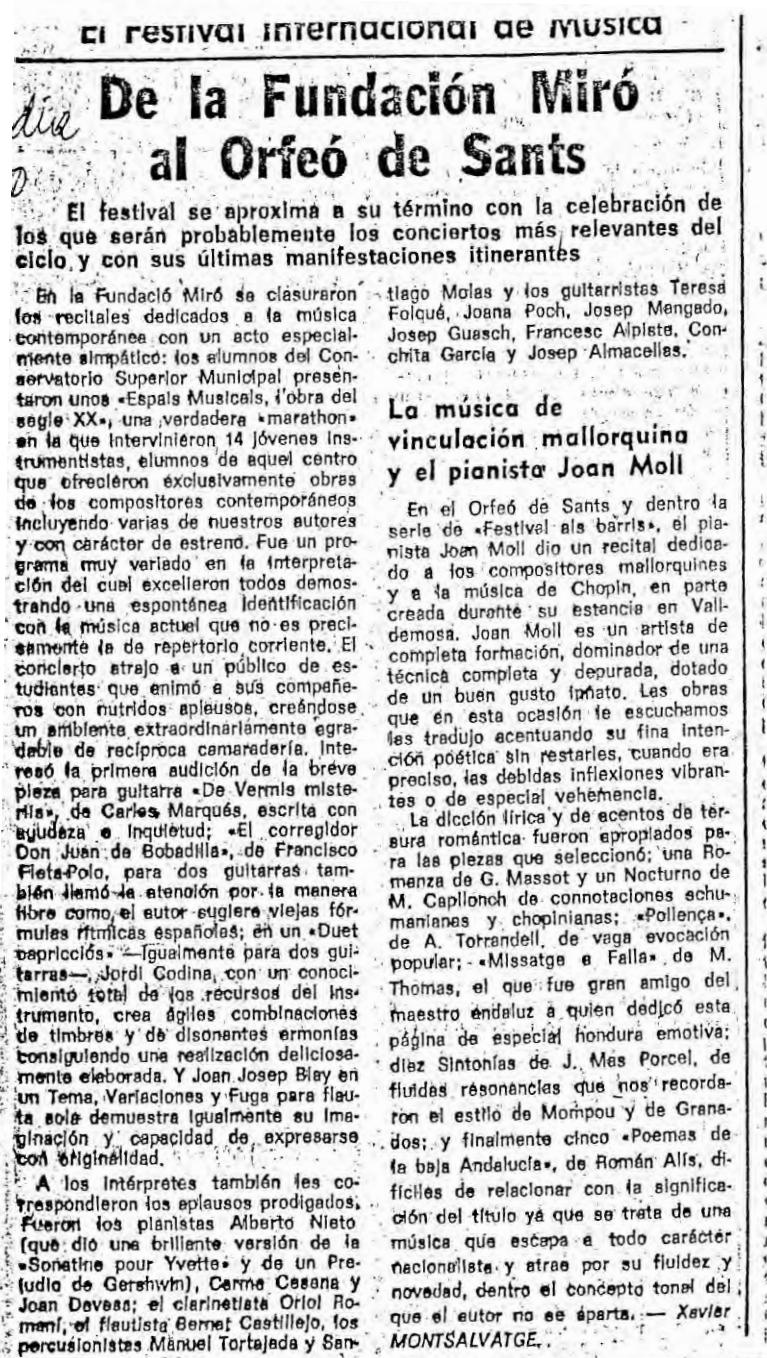 El Festival Internacional de Música
De la Fundación Miró
al Orfeó de Sants
El festival se aproxima a su término con la celebración de
los que serán probablemente los conciertos más relevantes del
ciclo y con sus últimas manifestaciones itinerantes
En la Fundació Miró se clasuraron
los recitales dedicados a la música
contemporánea con un acto especial-
mente simpático: los alumnos del Con-
servatorio Superior Municipal presen-
taron unos «Espais Musicals, l'obra del
segle XX», una verdadera «marathon»
en la que intervinieron 14 jóvenes ins-
trumentistas, alumnos de aquel centro
que ofrecieron exclusivamente obras
de los compositores contemporáneos
incluyendo varias de nuestros autores
y con carácter de estreno. Fue un pro-
grama muy variado en la interpreta-
ción del cual excelieron todos demos-
trando una espontánea identificación
con la música actual que no es preci-
samente la de repertorio corriente. El
concierto atrajo a un público de es-
tudiantes que animó a sus compañe-
ros con nutridos aplausos, creándose
un ambiente extraordinariamente agra-
dable de recíproca camaradería. Inte-
resó la primera audición de la breve
pieza para guitarra «De Vermis miste-
riis», de Carles Marqués, escrita con
agudeza e inquietud; «El corregidor
Don Juan de Bobadilla», de Francisco
Fleta-Polo, para dos guitarras tam-
bién llamó la atención por la manera
libre como el autor sugiere viejas fór-
mulas rítmicas españolas; en un «Duet
capricciós» —igualmente para dos gui-
tarras—, Jordi Codina, con un conoci-
miento total de los recursos del ins-
trumento, crea ágiles combinaciones
de timbres y de disonantes armonías
consiguiendo una realización deliciosa-
mente elaborada. Y Joan Josep Blay en
un Tema, Variaciones y Fuga para flau-
ta sola demuestra igualmente su ima-
ginación y capacidad de expresarse
con originalidad.
A los intérpretes también les co-
rrespondieron los aplausos prodigados.
Fueron los pianistas Alberto Nieto
(que dio una brillante versión de la
«Sonatine pour Yvette» y de un Pre-
ludio de Gershwin), Carme Casana y
Joan Devesa; el clarinetista Oriol Ro-
maní, el flautista Bernat Castillejo, los
percusionistas Manuel Tortajada y San-
tiago Molas y los guitarristas Teresa
Folqué, Joana Poch, Josep Mangado,
Josep Guasch, Francesc Alpiste, Con-
chita García y Josep Almacellas.
La música de
vinculación mallorquina
y el pianista Joan Moll
En el Orfeó de Sants y dentro la
serie de «Festival als barris», el pia-
nista Joan Moll dio un recital dedica-
do a los compositores mallorquines
y a la música de Chopin, en parte
creada durante su estancia en Vall-
demosa. Joan Moll es un artista de
completa formación, dominador de una
técnica completa y depurada, dotado
de un buen gusto innato. Las obras
que en esta ocasión le escuchamos
las tradujo acentuando su fina inten-
ción poética sin restarles, cuando era
preciso, las debidas inflexiones vibran-
tes o de especial vehemencia.
La dicción lírica y de acentos de ter-
sura romántica fueron apropiados pa-
ra las piezas que seleccionó; una Ro-
manza de G. Massot y un Nocturno de
M. Capllonch de connotaciones schu-
manianas y chopinianas; «Pollença»,
de A. Torrandell, de vaga evocación
popular; «Missatge a Falla» de M.
Thomas, el que fue gran amigo del
maestro andaluz a quien dedicó esta
página de especial hondura emotiva;
diez Sintonías de J. Mas Porcel, de
fluidas resonancias que nos recorda-
ron el estilo de Mompou y de Grana-
dos; y finalmente cinco «Poemas de
la baja Andalucía», de Román Alís, di-
fíciles de relacionar con la significa-
ción del título ya que se trata de una
música que escapa a todo carácter
nacionalista y atrae por su fluidez y
novedad, dentro el concepto tonal del
que el autor no se aparta. — Xavier
MONTSALVATGE.